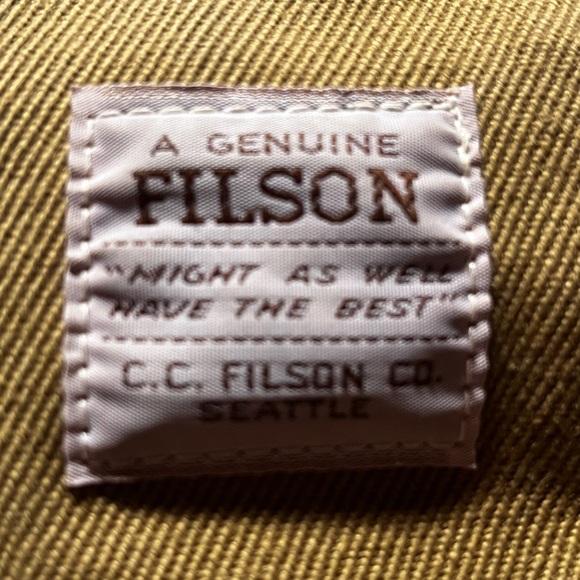 A GENUINE
FILSON
"MIGHT AS WELL
HAVE THE BEST"
C.C. FILSON CO.
SEATTLE